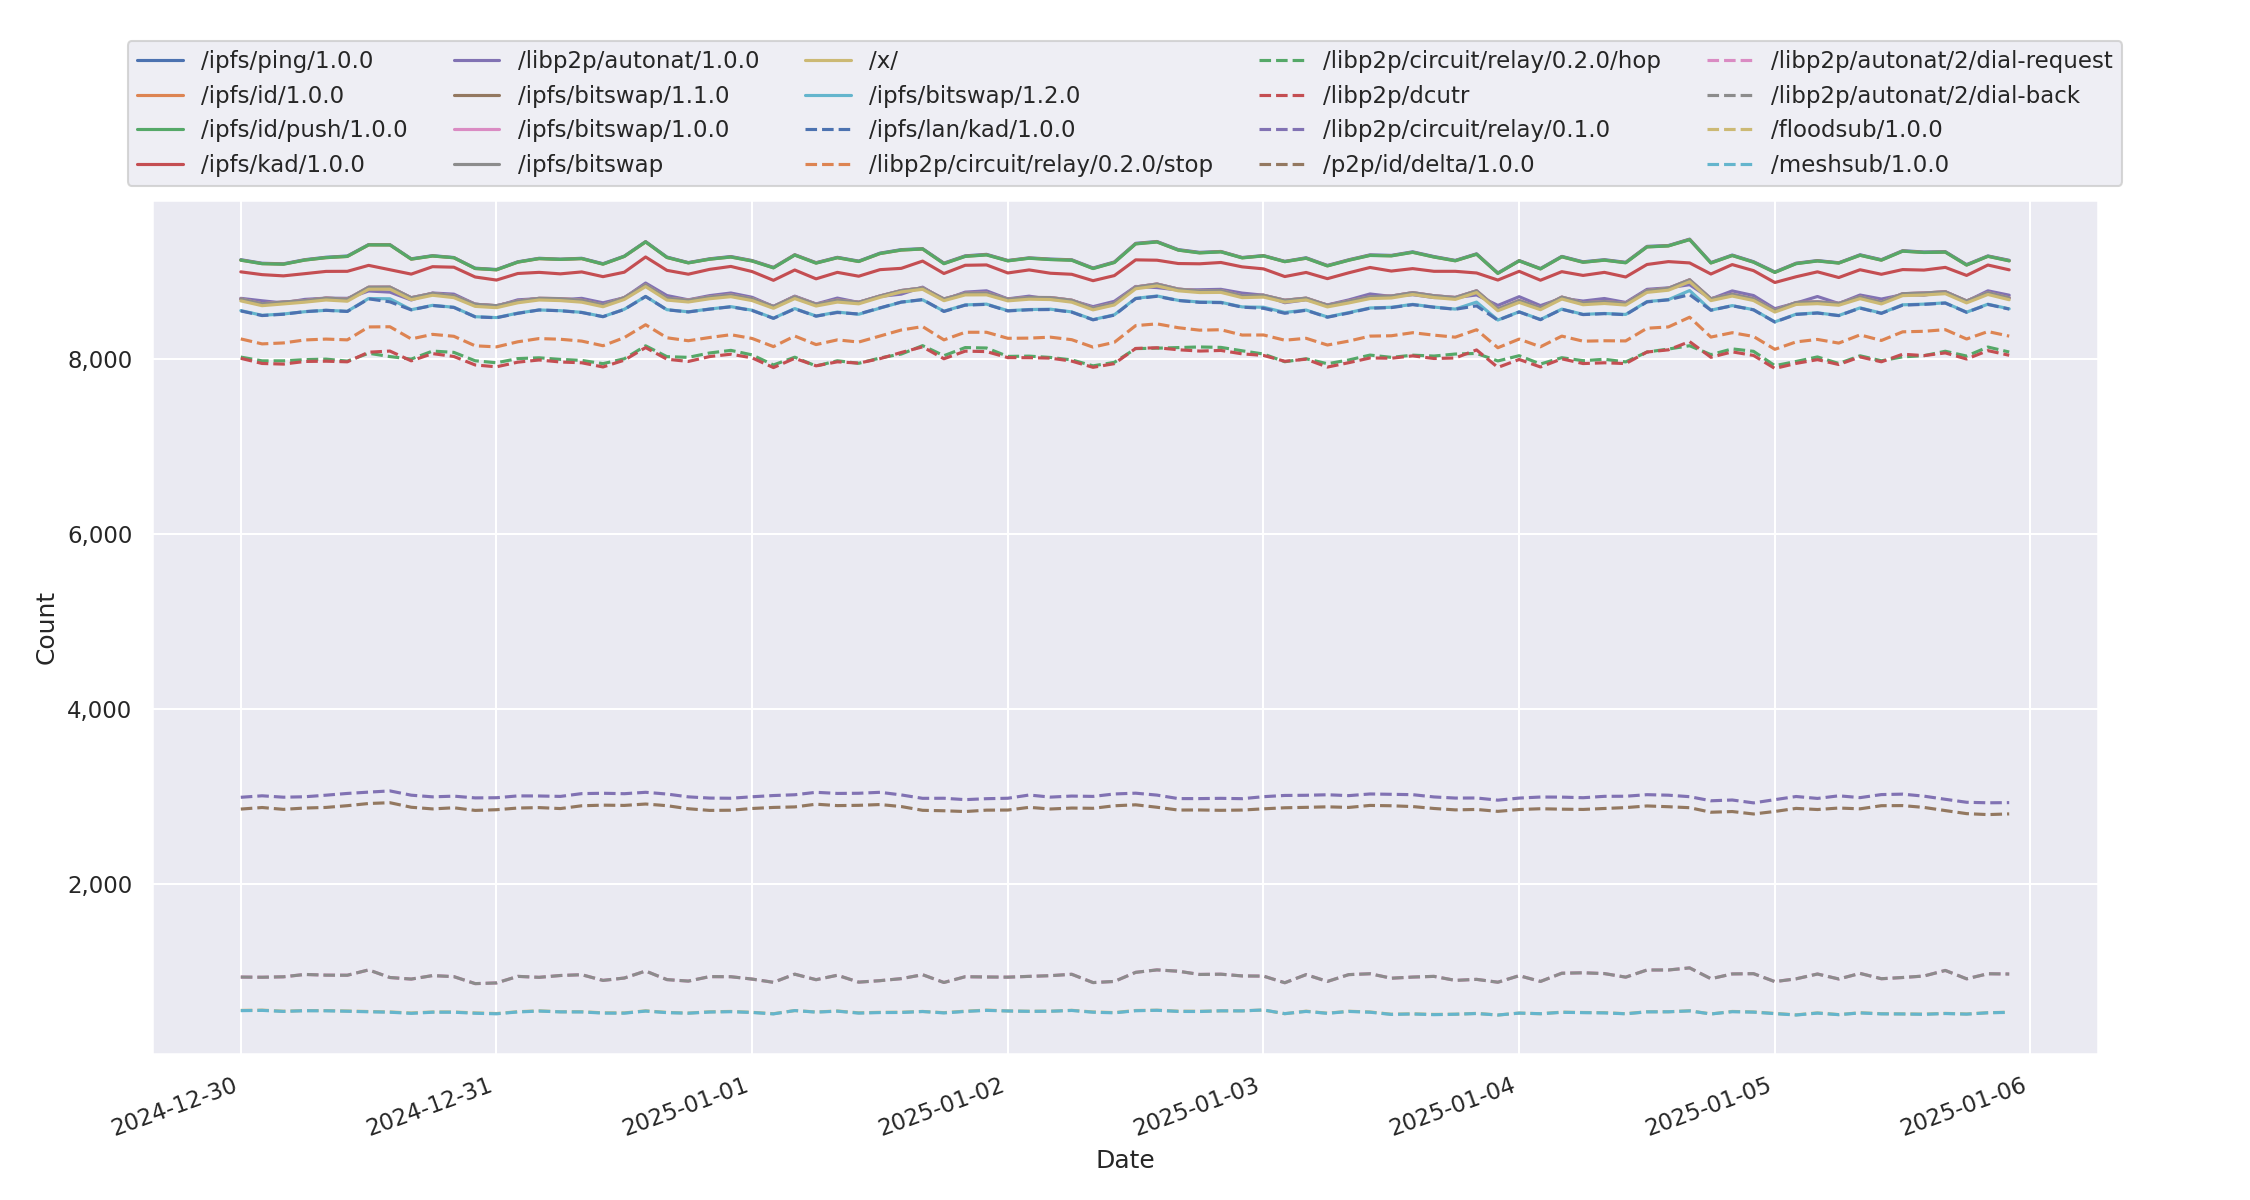 /ipfs/ping/1.0.0
/ipfs/id/1.0.0
/ipfs/id/push/1.0.0
/ipfs/kad/1.0.0
/libp2p/autonat/1.0.0
/ipfs/bitswap/1.1.0
/ipfs/bitswap/1.0.0
/ipfs/bitswap
/x/
/ipfs/bitswap/1.2.0
/ipfs/lan/kad/1.0.0
/libp2p/circuit/relay/0.2.0/stop
/libp2p/circuit/relay/0.2.0/hop
/libp2p/dcutr
/libp2p/circuit/relay/0.1.0
/p2p/id/delta/1.0.0
/libp2p/autonat/2/dial-request
/libp2p/autonat/2/dial-back
/floodsub/1.0.0
/meshsub/1.0.0
8,000
6,000
4,000
2,000
Count
2024-12-30
2024-12-31
2025-01-01
2025-01-02
2025-01-03
2025-01-04
2025-01-05
2025-01-06
Date